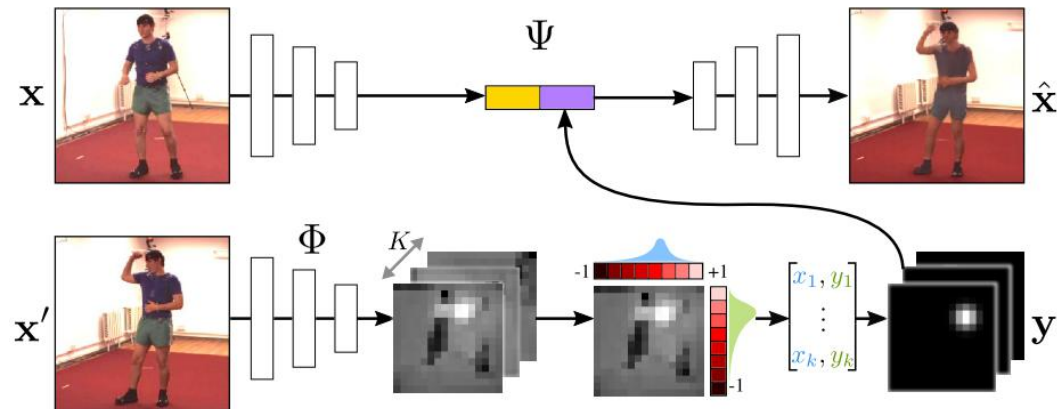 Ψ
x
x̂
Φ
K
-1
+1
x₁, y₁
⋮
xₖ, yₖ
-1
x′
y